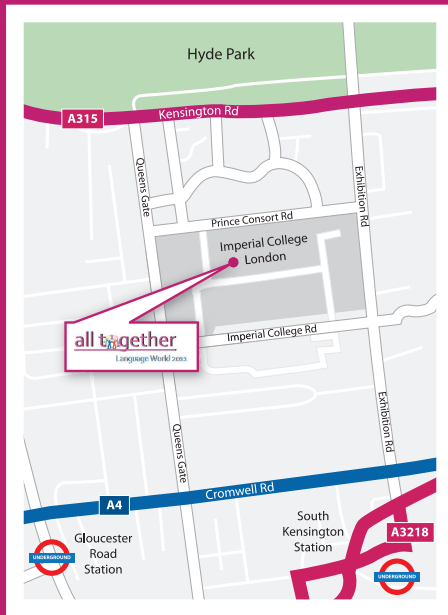 Hyde Park
A315
Kensington Rd
Queens Gate
Exhibition Rd
Prince Consort Rd
Imperial College
London
all together
Language World 2013
Imperial College Rd
Queens Gate
Exhibition Rd
Cromwell Rd
A4
Gloucester
Road
Station
UNDERGROUND
South
Kensington
Station
A3218
UNDERGROUND